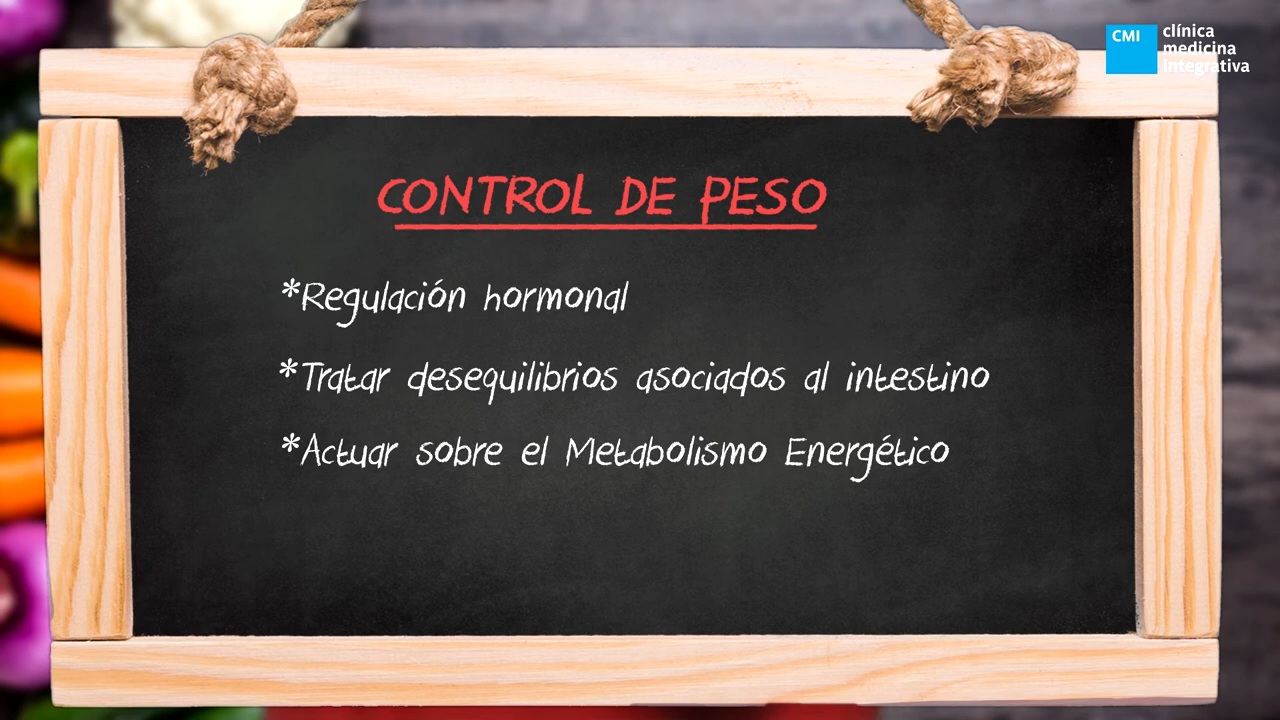 CMI
clínica
medicina
integrativa
CONTROL DE PESO
*Regulación hormonal
*Tratar desequilibrios asociados al intestino
*Actuar sobre el Metabolismo Energético